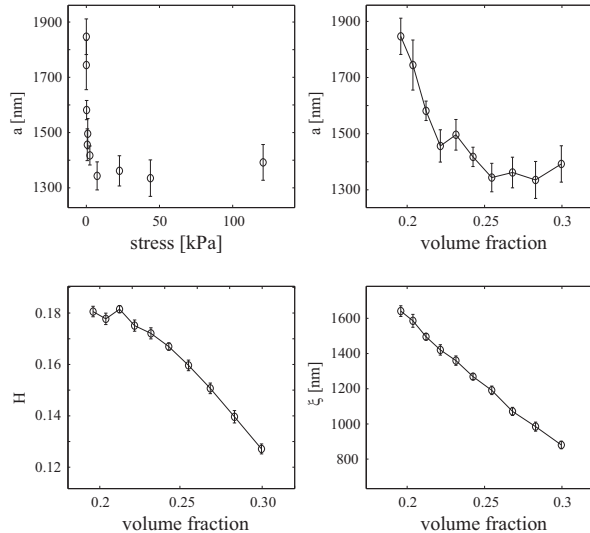 1900
1700
1500
1300
a [nm]
0 50 100
stress [kPa]
1900
1700
1500
1300
a [nm]
0.2 0.25 0.3
volume fraction
0.18
0.16
0.14
0.12
H
0.2 0.25 0.30
volume fraction
1600
1400
1200
1000
800
ξ [nm]
0.2 0.25 0.3
volume fraction